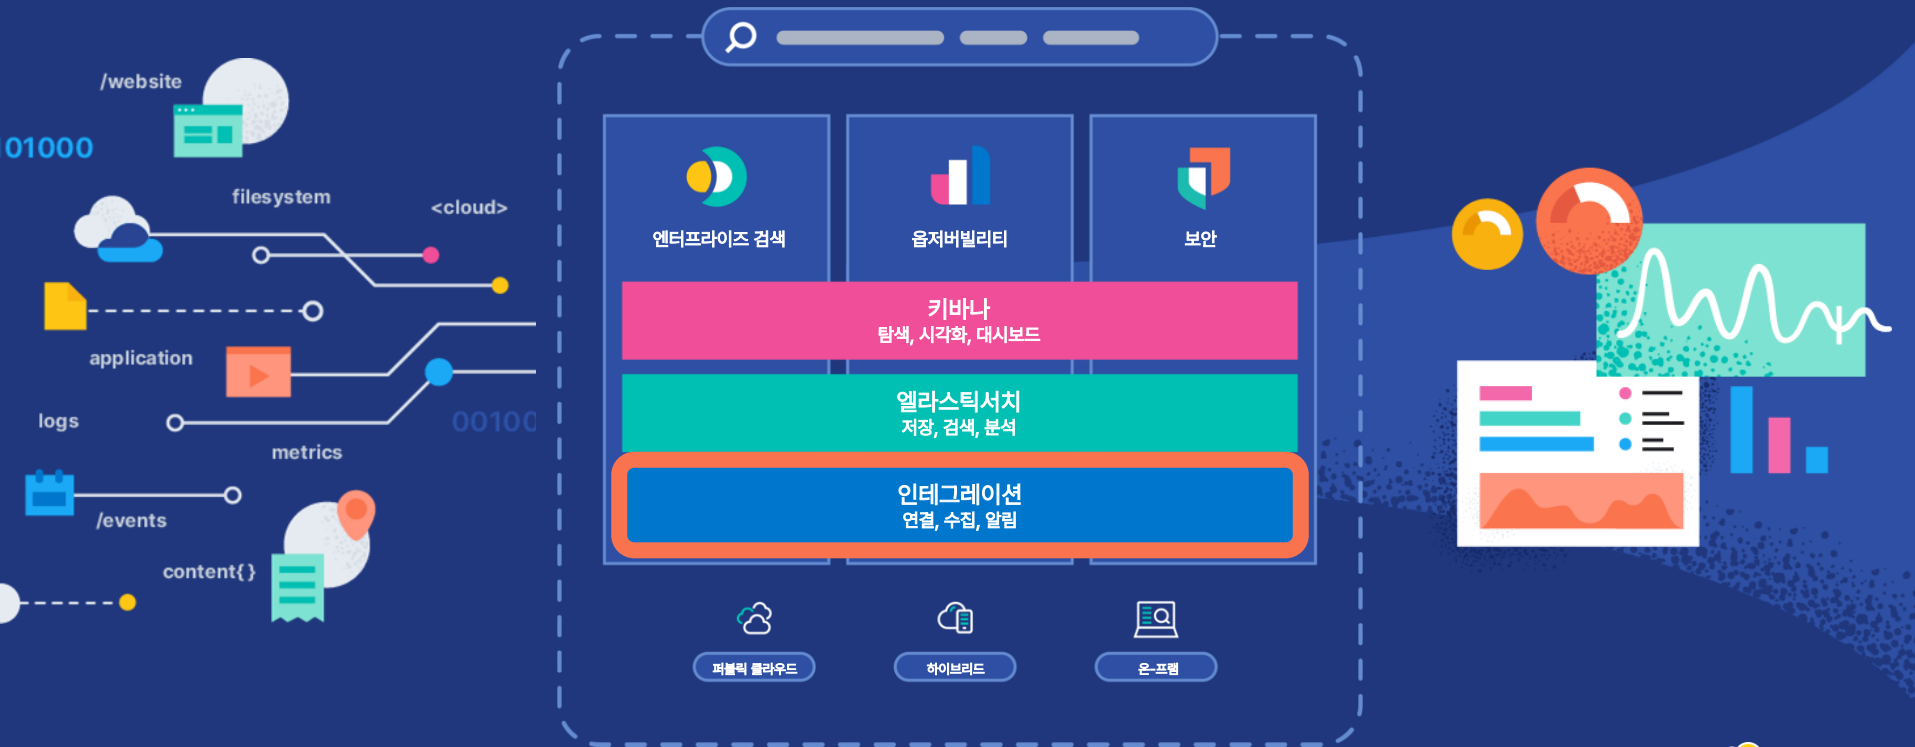 /website
101000
filesystem
<cloud>
application
logs
00100
metrics
/events
content{}
엔터프라이즈 검색
옵저버빌리티
보안
키바나
탐색, 시각화, 대시보드
엘라스틱서치
저장, 검색, 분석
인테그레이션
연결, 수집, 알림
퍼블릭 클라우드
하이브리드
온-프렘